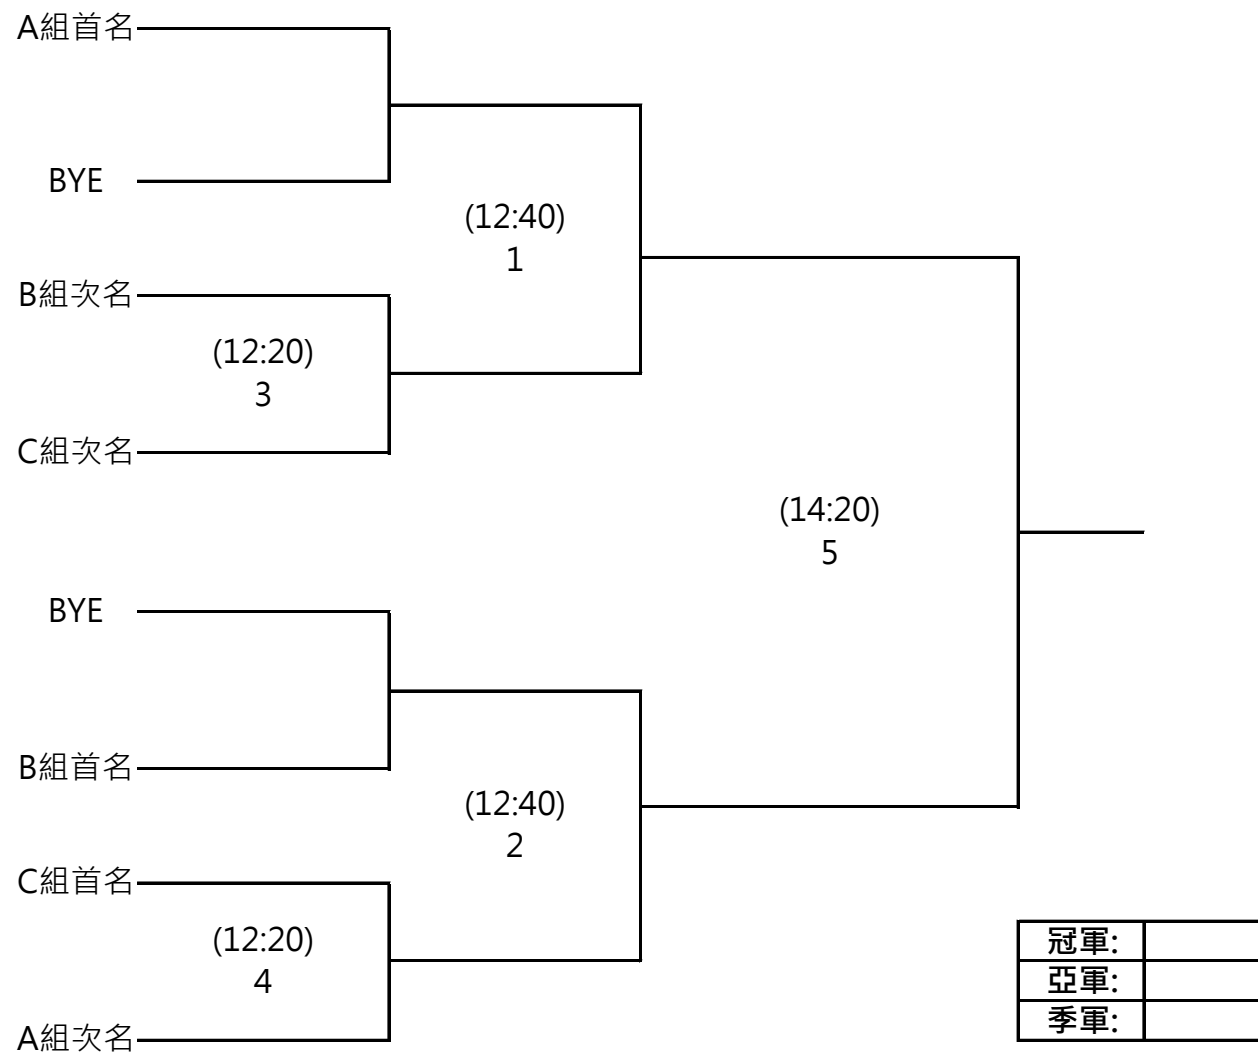 A組首名
BYE
(12:40)
1
B組次名
(12:20)
3
C組次名
(14:20)
5
BYE
B組首名
(12:40)
2
C組首名
(12:20)
4
A組次名
冠軍:
亞軍:
季軍: